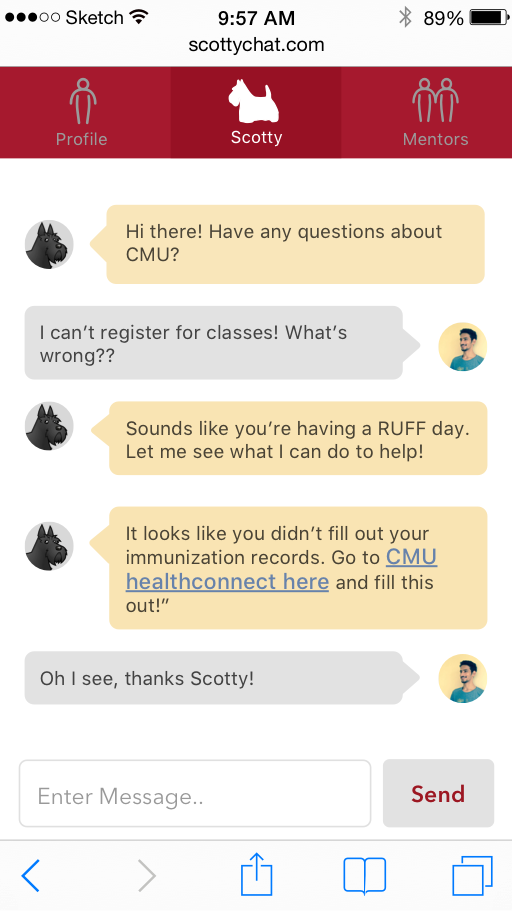 Sketch 9:57 AM 89%
scottychat.com
Profile Scotty Mentors
Hi there! Have any questions about
CMU?
I can’t register for classes! What’s
wrong??
Sounds like you’re having a RUFF day.
Let me see what I can do to help!
It looks like you didn’t fill out your
immunization records. Go to CMU
healthconnect here and fill this
out!”
Oh I see, thanks Scotty!
Enter Message.. Send